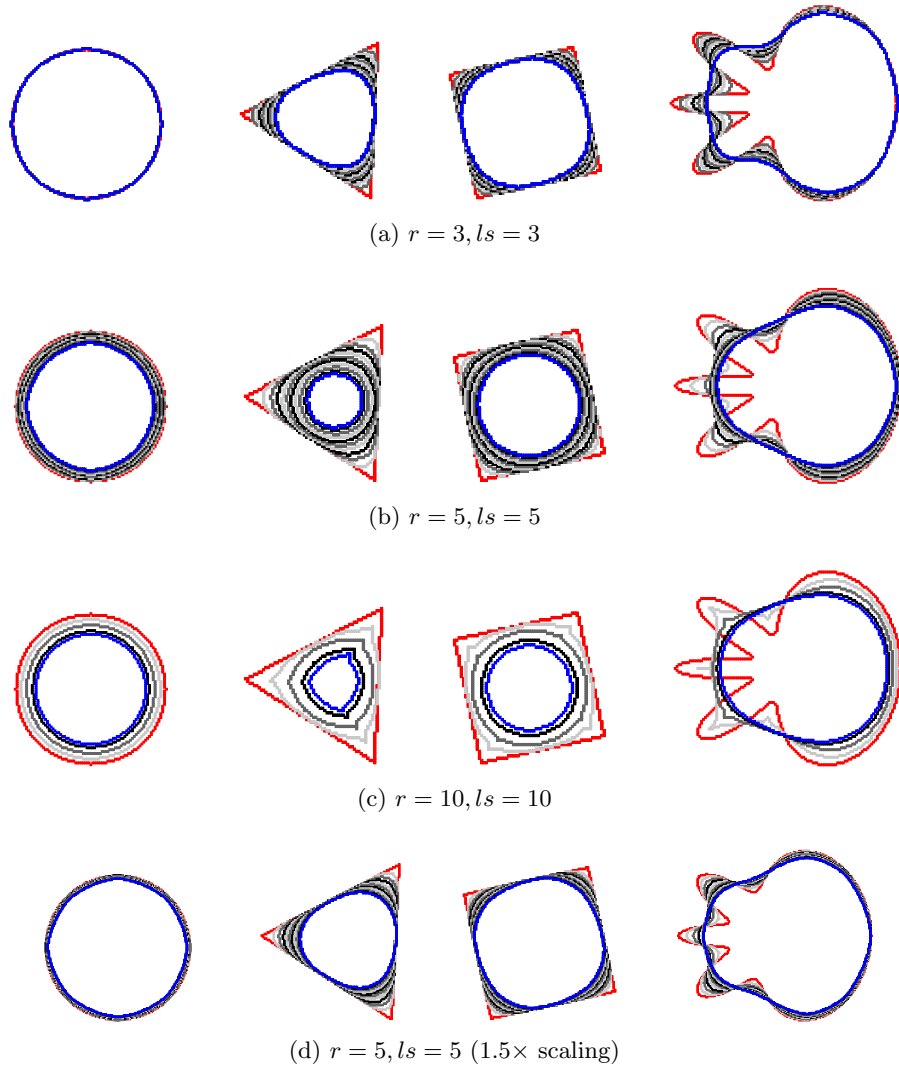 (a) r = 3, ls = 3
(b) r = 5, ls = 5
(c) r = 10, ls = 10
(d) r = 5, ls = 5 (1.5× scaling)